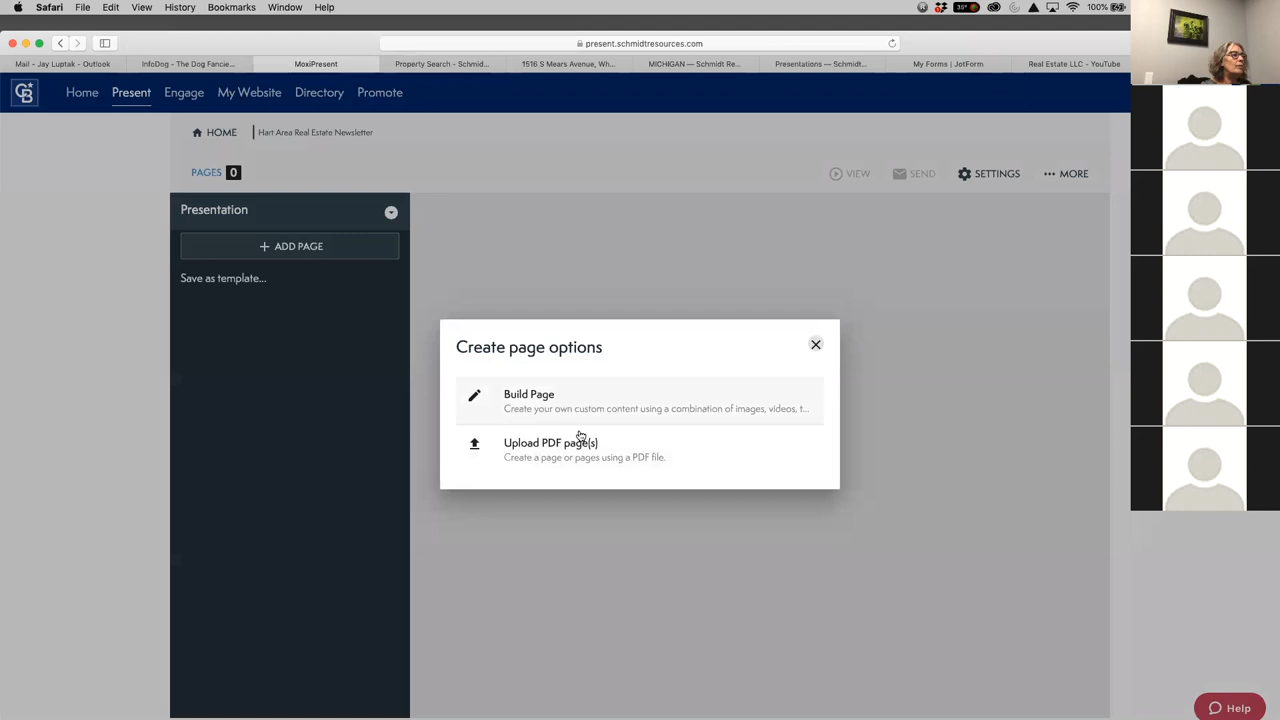 Safari File Edit View History Bookmarks Window Help 35° 100%
present.schmidtresources.com
Mail - Jay Luptak - Outlook InfoDog - The Dog Fancie... MoxiPresent Property Search - Schmid... 1516 S Mears Avenue, Wh... MICHIGAN — Schmidt Re... Presentations — Schmidt... My Forms | JotForm Real Estate LLC - YouTube
CB Home Present Engage My Website Directory Promote
HOME Hart Area Real Estate Newsletter
PAGES 0 VIEW SEND SETTINGS MORE
Presentation
ADD PAGE
Save as template...
Create page options
Build Page
Create your own custom content using a combination of images, videos, t...
Upload PDF page(s)
Create a page or pages using a PDF file.
Help